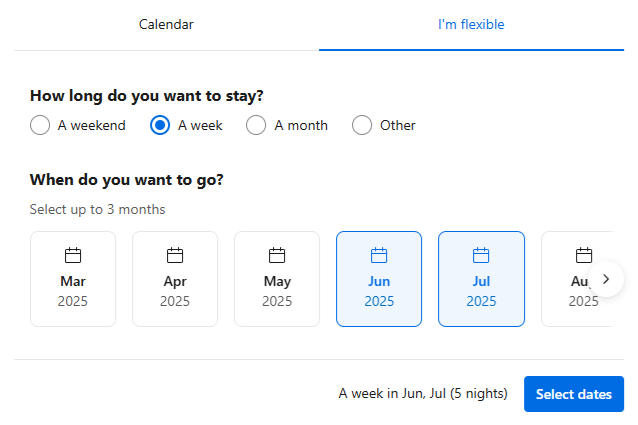 Calendar
I'm flexible
How long do you want to stay?
A weekend
A week
A month
Other
When do you want to go?
Select up to 3 months
Mar
2025
Apr
2025
May
2025
Jun
2025
Jul
2025
2025
A week in Jun, Jul (5 nights)
Select dates